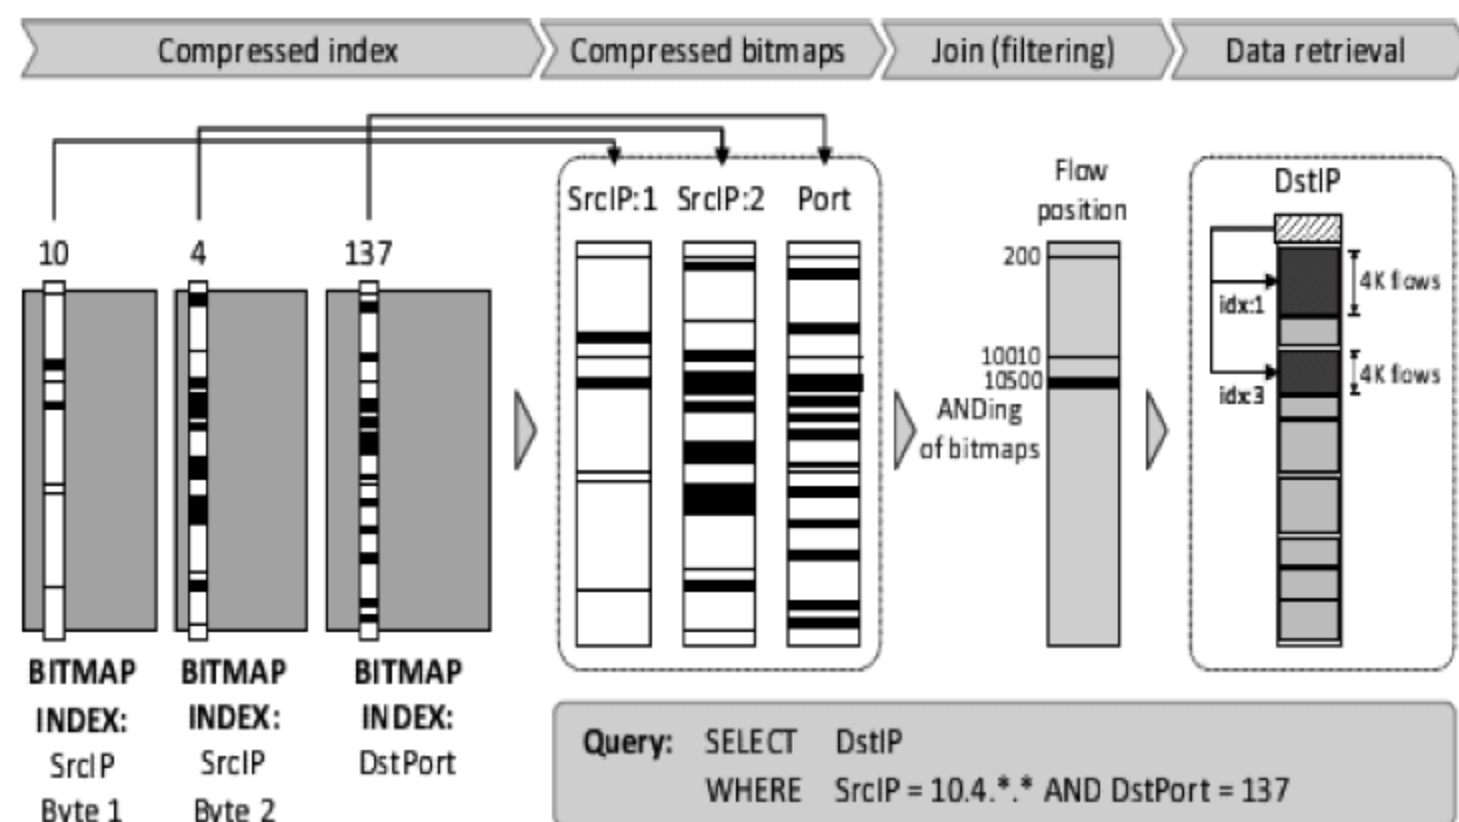 Compressed index
Compressed bitmaps
Join (filtering)
Data retrieval
10
4
137
SrcIP:1
SrcIP:2
Port
Flow
position
200
10010
10500
ANDing
of bitmaps
DstIP
idx:1
4K flows
idx:3
4K flows
BITMAP
INDEX:
SrcIP
Byte 1
BITMAP
INDEX:
SrcIP
Byte 2
BITMAP
INDEX:
DstPort
Query: SELECT DstIP
WHERE SrcIP = 10.4.*.* AND DstPort = 137